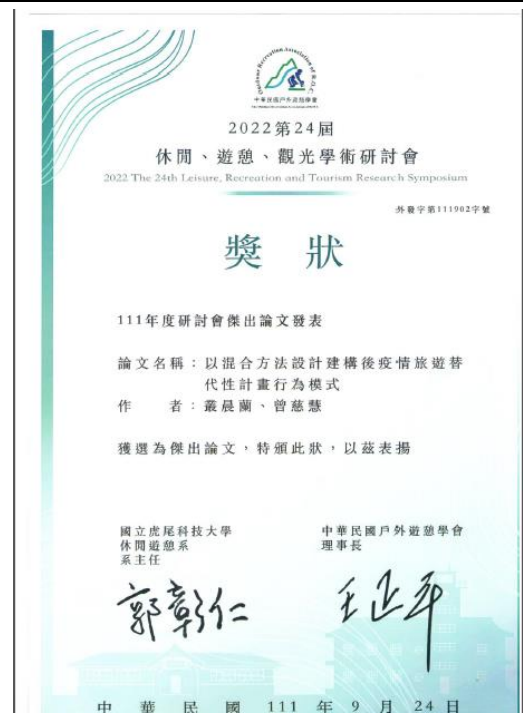 Outdoor Recreation Association of R.O.C.
中華民國戶外遊憩學會
2022第24屆
休閒、遊憩、觀光學術研討會
2022 The 24th Leisure, Recreation and Tourism Research Symposium
外發字第111902字號
獎 狀
111年度研討會傑出論文發表
論文名稱：以混合方法設計建構後疫情旅遊替
代性計畫行為模式
作 者：叢晨蘭、曾慈慧
獲選為傑出論文，特頒此狀，以茲表揚
國立虎尾科技大學
休閒遊憩系
系主任
郭彰仁
中華民國戶外遊憩學會
理事長
王正平
中 華 民 國 111 年 9 月 24 日